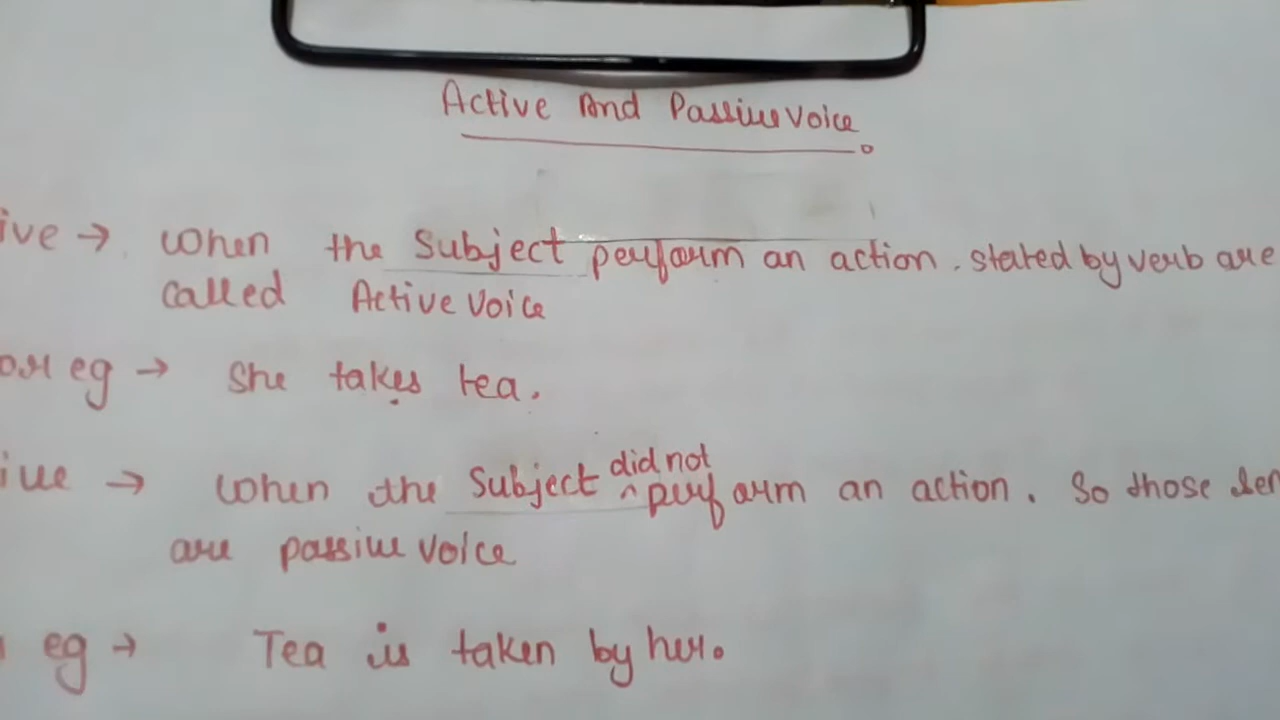 Active And Passive Voice
ive → when the Subject perform an action. stated by verb are
called Active Voice
or eg → She takes tea.
ive → when the Subject did not perform an action. So those sen
are passive voice
eg → Tea is taken by her.